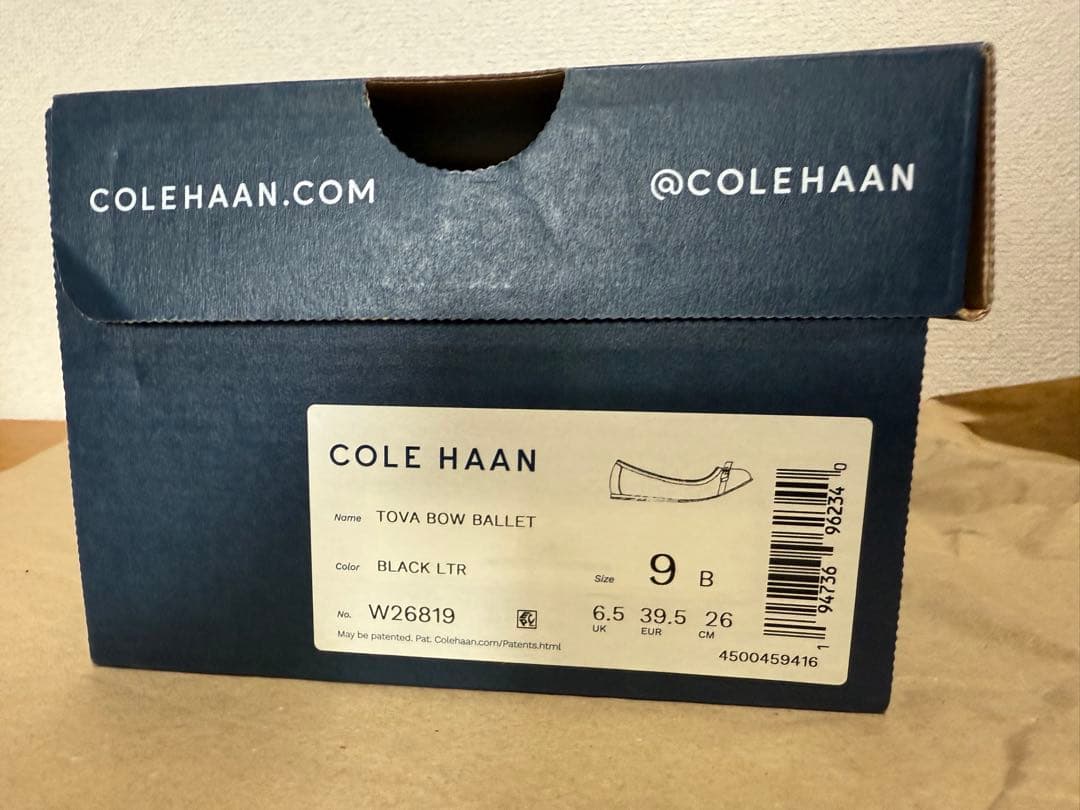 COLEHAAN.COM
@COLEHAAN
COLE HAAN
Name TOVA BOW BALLET
Color BLACK LTR
No. W26819
May be patented. Pat. Colehaan.com/Patents.html
Size 9 B
6.5 39.5 26
UK EUR CM
4500459416
1 94736 96234 0